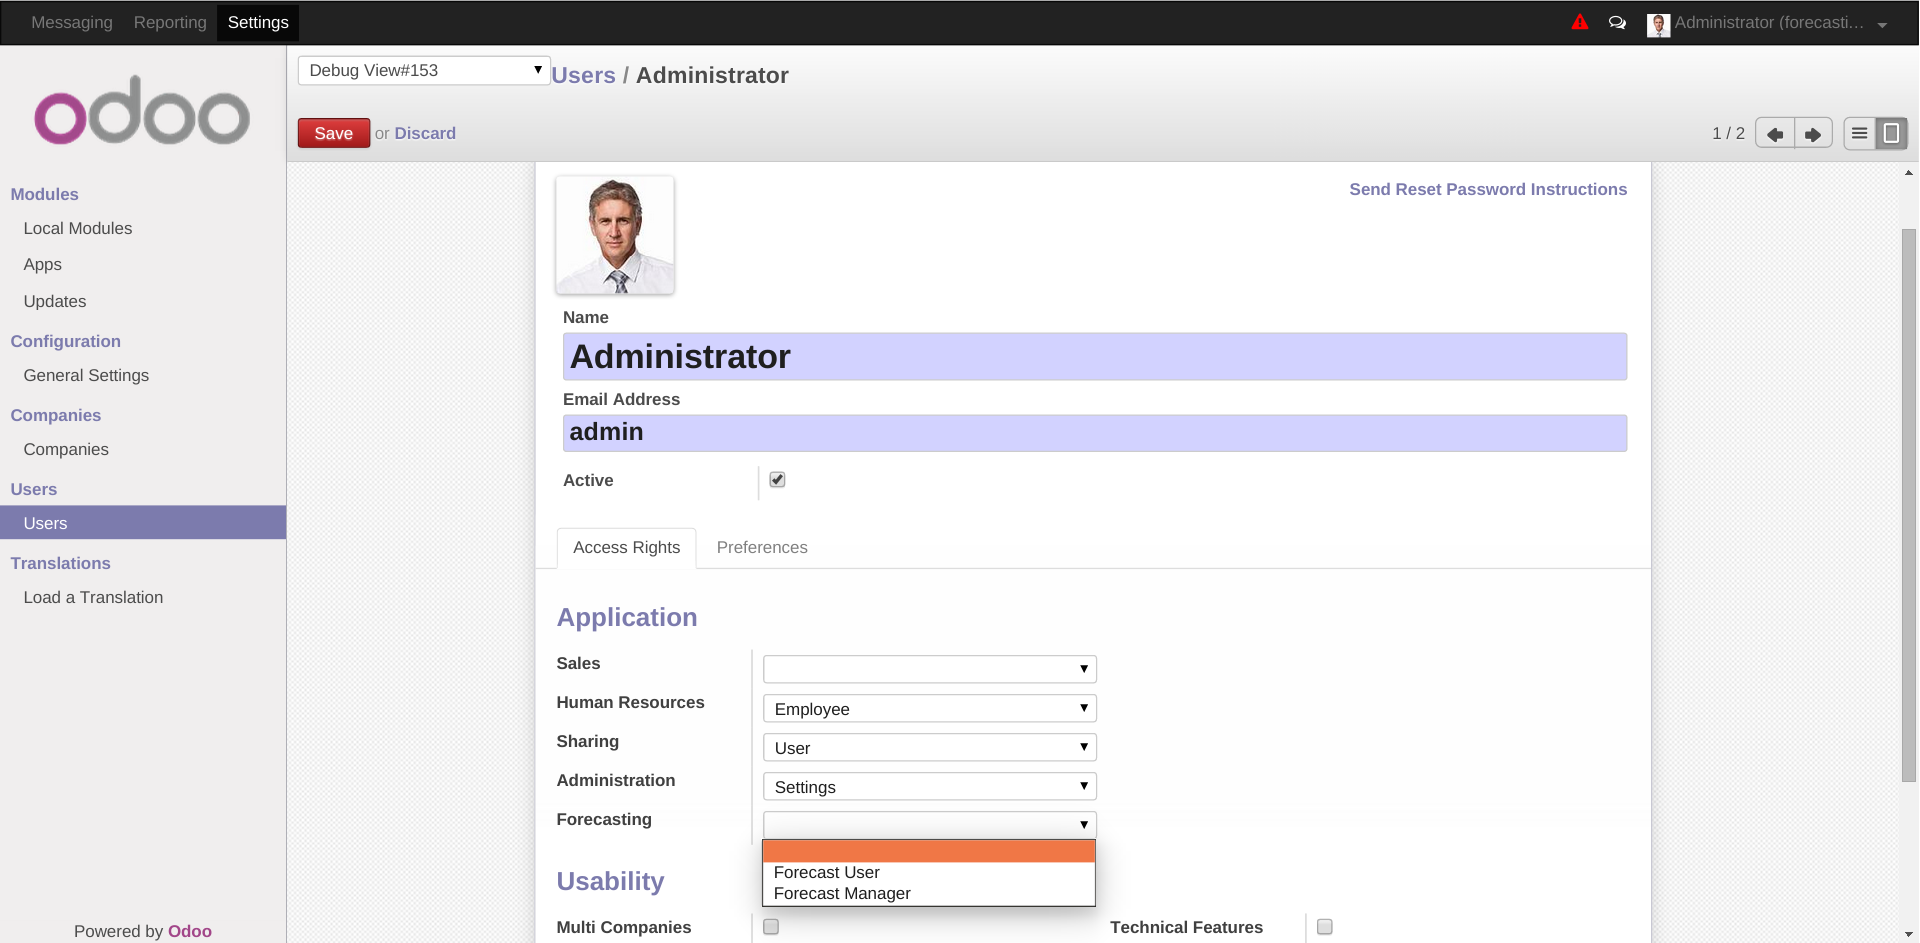 Messaging Reporting Settings Administrator (forecasti...
odoo
Debug View#153 Users / Administrator
Save or Discard 1 / 2
Modules
Local Modules
Apps
Updates
Configuration
General Settings
Companies
Companies
Users
Users
Translations
Load a Translation
Powered by Odoo
Send Reset Password Instructions
Name
Administrator
Email Address
admin
Active
Access Rights Preferences
Application
Sales
Human Resources Employee
Sharing User
Administration Settings
Forecasting
Forecast User
Forecast Manager
Usability
Multi Companies Technical Features